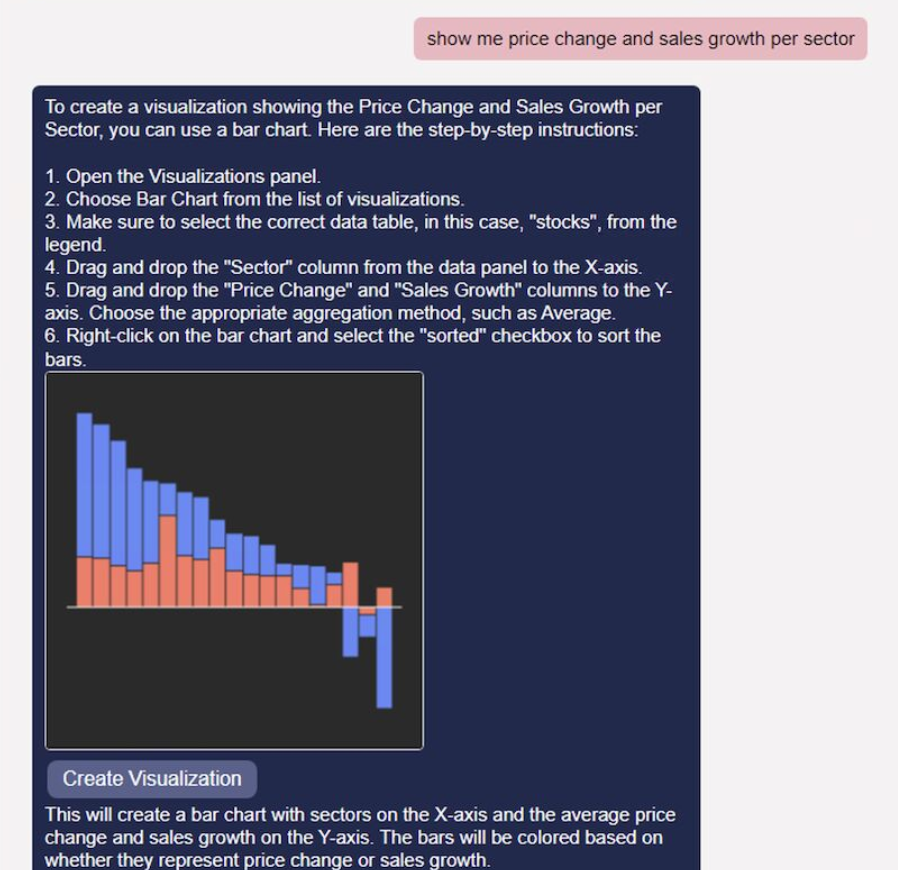 show me price change and sales growth per sector
To create a visualization showing the Price Change and Sales Growth per
Sector, you can use a bar chart. Here are the step-by-step instructions:
1. Open the Visualizations panel.
2. Choose Bar Chart from the list of visualizations.
3. Make sure to select the correct data table, in this case, "stocks", from the
legend.
4. Drag and drop the "Sector" column from the data panel to the X-axis.
5. Drag and drop the "Price Change" and "Sales Growth" columns to the Y-
axis. Choose the appropriate aggregation method, such as Average.
6. Right-click on the bar chart and select the "sorted" checkbox to sort the
bars.
Create Visualization
This will create a bar chart with sectors on the X-axis and the average price
change and sales growth on the Y-axis. The bars will be colored based on
whether they represent price change or sales growth.